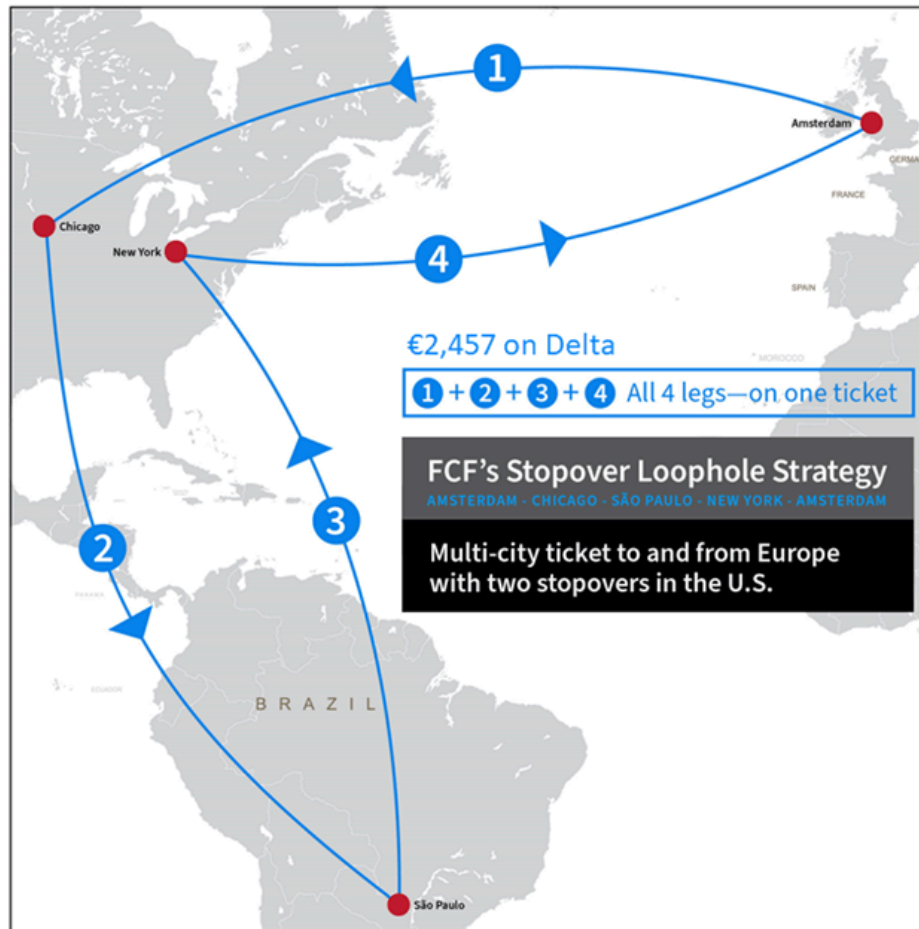 1
Amsterdam
GERMA
FRANCE
Chicago
New York
4
SPAIN
MOROCCO
€2,457 on Delta
1 + 2 + 3 + 4 All 4 legs—on one ticket
FCF's Stopover Loophole Strategy
AMSTERDAM - CHICAGO - SÃO PAULO - NEW YORK - AMSTERDAM
Multi-city ticket to and from Europe
with two stopovers in the U.S.
3
2
PANAMA
ECUADOR
BRAZIL
São Paulo